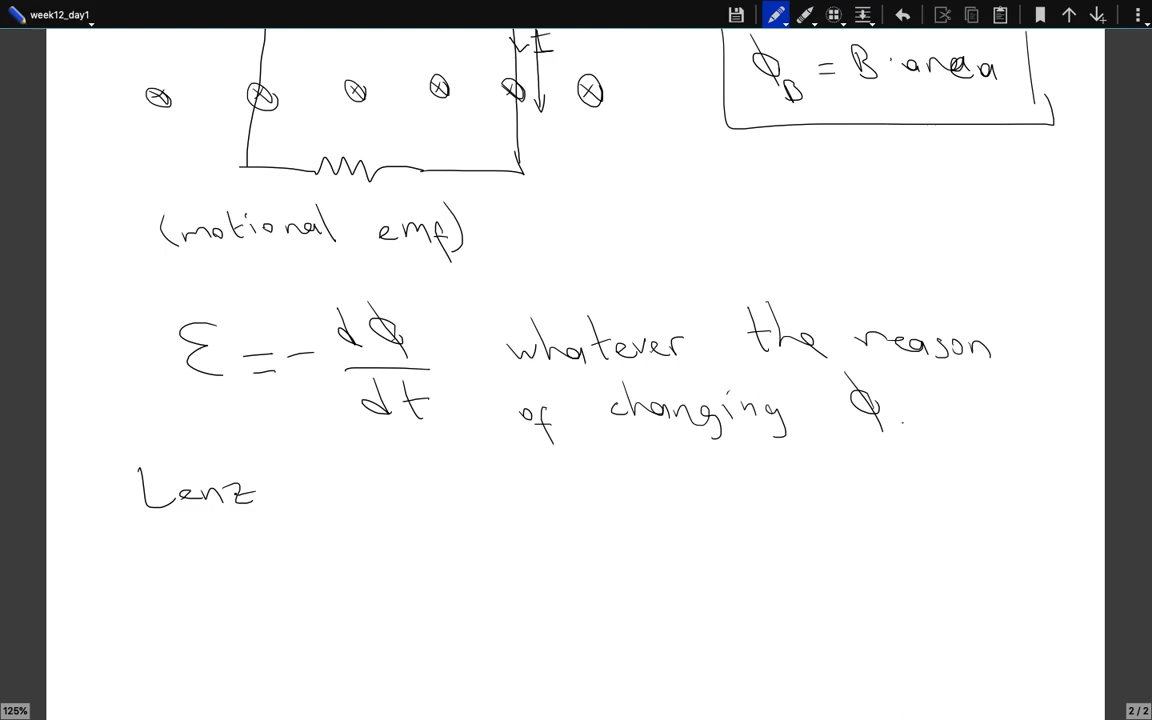 week12_day1
I
ϕ_B = B · area
(motional emf)
ℰ = - dϕ/dt whatever the reason
of changing ϕ.
Lenz
125%
2 / 2